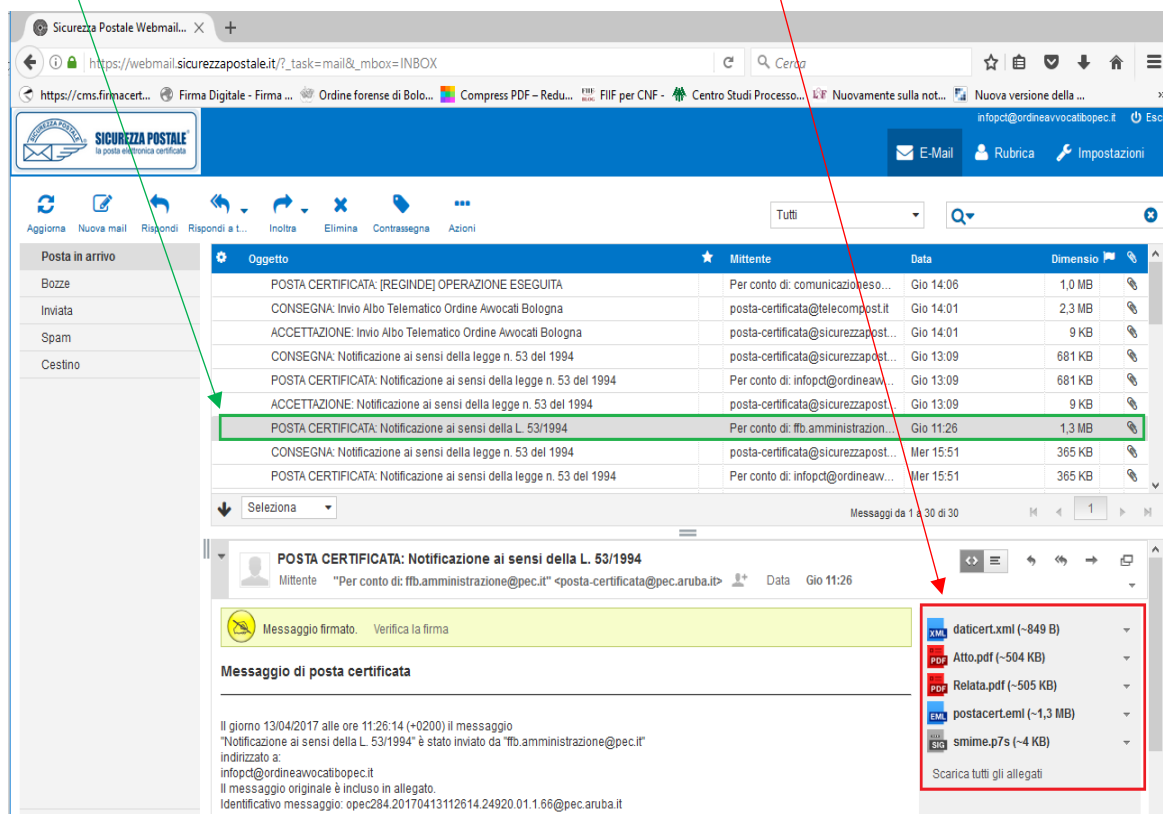 Sicurezza Postale Webmail...
https://webmail.sicurezzapostale.it/?_task=mail&_mbox=INBOX
Cerca
https://cms.firmacert... Firma Digitale - Firma ... Ordine forense di Bolo... Compress PDF – Redu... FIIF per CNF - Centro Studi Processo... Nuovamente sulla not... Nuova versione della ... »
infopct@ordineavvocatibopec.it Esc
SICUREZZA POSTALE
la posta elettronica certificata
E-Mail Rubrica Impostazioni
Aggiorna Nuova mail Rispondi Rispondi a t... Inoltra Elimina Contrassegna Azioni
Tutti
Posta in arrivo
Bozze
Inviata
Spam
Cestino
Oggetto Mittente Data Dimensio
POSTA CERTIFICATA: [REGINDE] OPERAZIONE ESEGUITA Per conto di: comunicazioneso... Gio 14:06 1,0 MB
CONSEGNA: Invio Albo Telematico Ordine Avvocati Bologna posta-certificata@telecompost.it Gio 14:01 2,3 MB
ACCETTAZIONE: Invio Albo Telematico Ordine Avvocati Bologna posta-certificata@sicurezzapost... Gio 14:01 9 KB
CONSEGNA: Notificazione ai sensi della legge n. 53 del 1994 posta-certificata@sicurezzapost... Gio 13:09 681 KB
POSTA CERTIFICATA: Notificazione ai sensi della legge n. 53 del 1994 Per conto di: infopct@ordineavv... Gio 13:09 681 KB
ACCETTAZIONE: Notificazione ai sensi della legge n. 53 del 1994 posta-certificata@sicurezzapost... Gio 13:09 9 KB
POSTA CERTIFICATA: Notificazione ai sensi della L. 53/1994 Per conto di: ffb.amministrazion... Gio 11:26 1,3 MB
CONSEGNA: Notificazione ai sensi della legge n. 53 del 1994 posta-certificata@sicurezzapost... Mer 15:51 365 KB
POSTA CERTIFICATA: Notificazione ai sensi della legge n. 53 del 1994 Per conto di: infopct@ordineavv... Mer 15:51 365 KB
Seleziona Messaggi da 1 a 30 di 30 1
POSTA CERTIFICATA: Notificazione ai sensi della L. 53/1994
Mittente "Per conto di: ffb.amministrazione@pec.it" <posta-certificata@pec.aruba.it> Data Gio 11:26
Messaggio firmato. Verifica la firma
Messaggio di posta certificata
Il giorno 13/04/2017 alle ore 11:26:14 (+0200) il messaggio
"Notificazione ai sensi della L. 53/1994" è stato inviato da "ffb.amministrazione@pec.it"
indirizzato a:
infopct@ordineavvocatibopec.it
Il messaggio originale è incluso in allegato.
Identificativo messaggio: opec284.20170413112614.24920.01.1.66@pec.aruba.it
XML daticert.xml (~849 B)
PDF Atto.pdf (~504 KB)
PDF Relata.pdf (~505 KB)
EML postacert.eml (~1,3 MB)
SIG smime.p7s (~4 KB)
Scarica tutti gli allegati